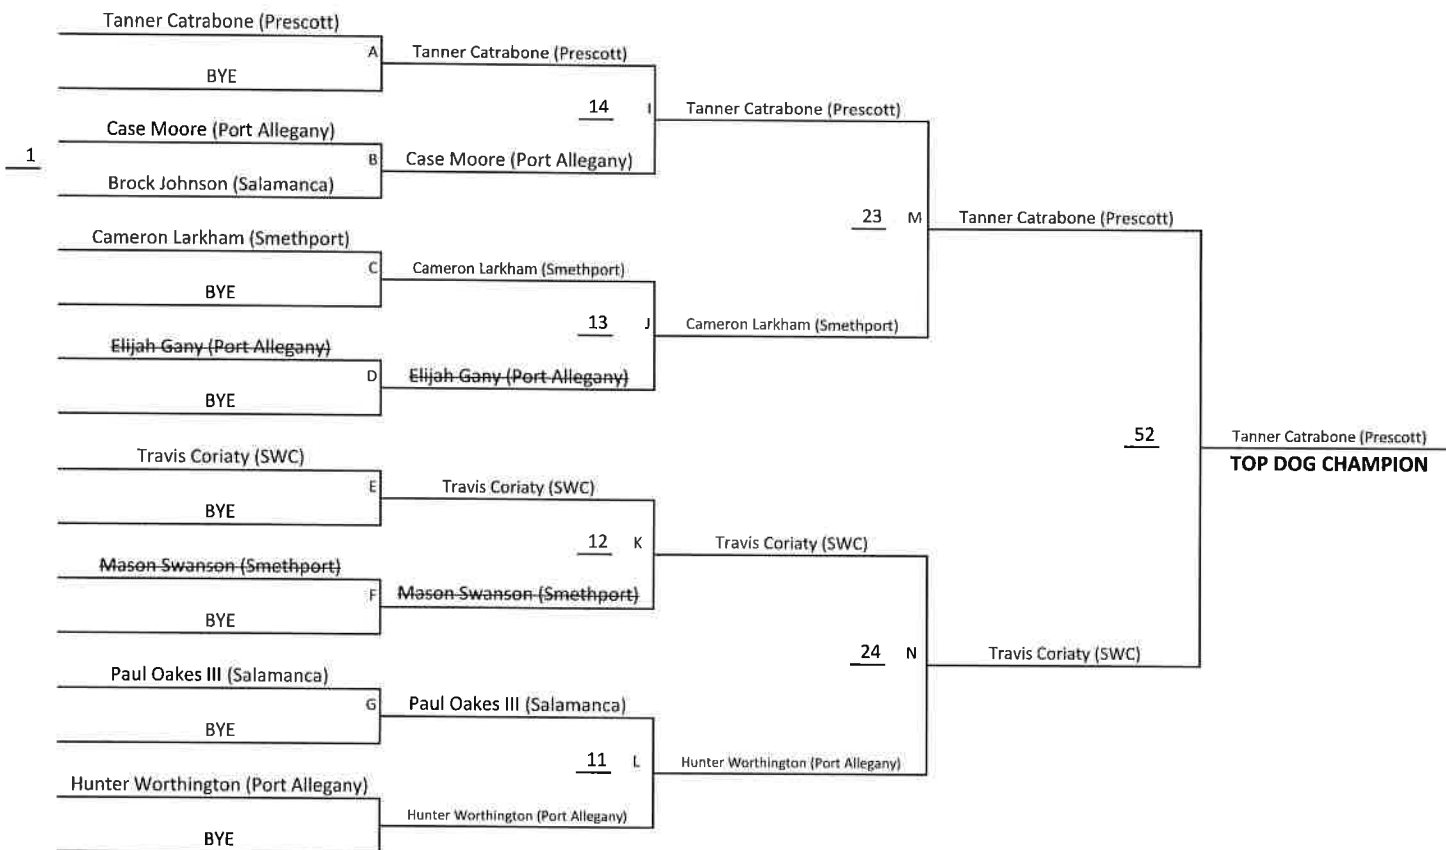 Tanner Catrabone (Prescott)
A
BYE
Tanner Catrabone (Prescott)
14
I
Tanner Catrabone (Prescott)
1
Case Moore (Port Allegany)
B
Brock Johnson (Salamanca)
Case Moore (Port Allegany)
23
M
Tanner Catrabone (Prescott)
Cameron Larkham (Smethport)
C
BYE
Cameron Larkham (Smethport)
13
J
Cameron Larkham (Smethport)
Elijah Gany (Port Allegany)
D
BYE
Elijah Gany (Port Allegany)
52
Tanner Catrabone (Prescott)
TOP DOG CHAMPION
Travis Coriaty (SWC)
E
BYE
Travis Coriaty (SWC)
12
K
Travis Coriaty (SWC)
Mason Swanson (Smethport)
F
BYE
Mason Swanson (Smethport)
24
N
Travis Coriaty (SWC)
Paul Oakes III (Salamanca)
G
BYE
Paul Oakes III (Salamanca)
11
L
Hunter Worthington (Port Allegany)
Hunter Worthington (Port Allegany)
BYE
Hunter Worthington (Port Allegany)